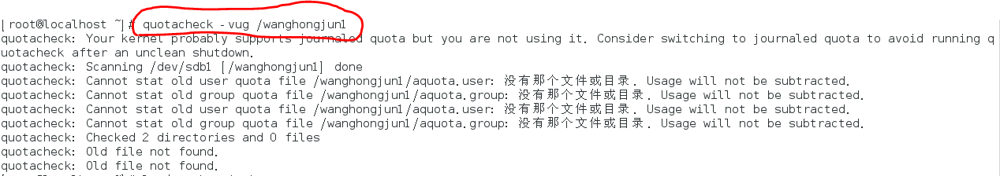 [root@localhost ~]# quotacheck -vug /wanghongjun1
quotacheck: Your kernel probably supports journaled quota but you are not using it. Consider switching to journaled quota to avoid running q
uotacheck after an unclean shutdown.
quotacheck: Scanning /dev/sdb1 [/wanghongjun1] done
quotacheck: Cannot stat old user quota file /wanghongjun1/aquota.user: 没有那个文件或目录. Usage will not be subtracted.
quotacheck: Cannot stat old group quota file /wanghongjun1/aquota.group: 没有那个文件或目录. Usage will not be subtracted.
quotacheck: Cannot stat old user quota file /wanghongjun1/aquota.user: 没有那个文件或目录. Usage will not be subtracted.
quotacheck: Cannot stat old group quota file /wanghongjun1/aquota.group: 没有那个文件或目录. Usage will not be subtracted.
quotacheck: Checked 2 directories and 0 files
quotacheck: Old file not found.
quotacheck: Old file not found.